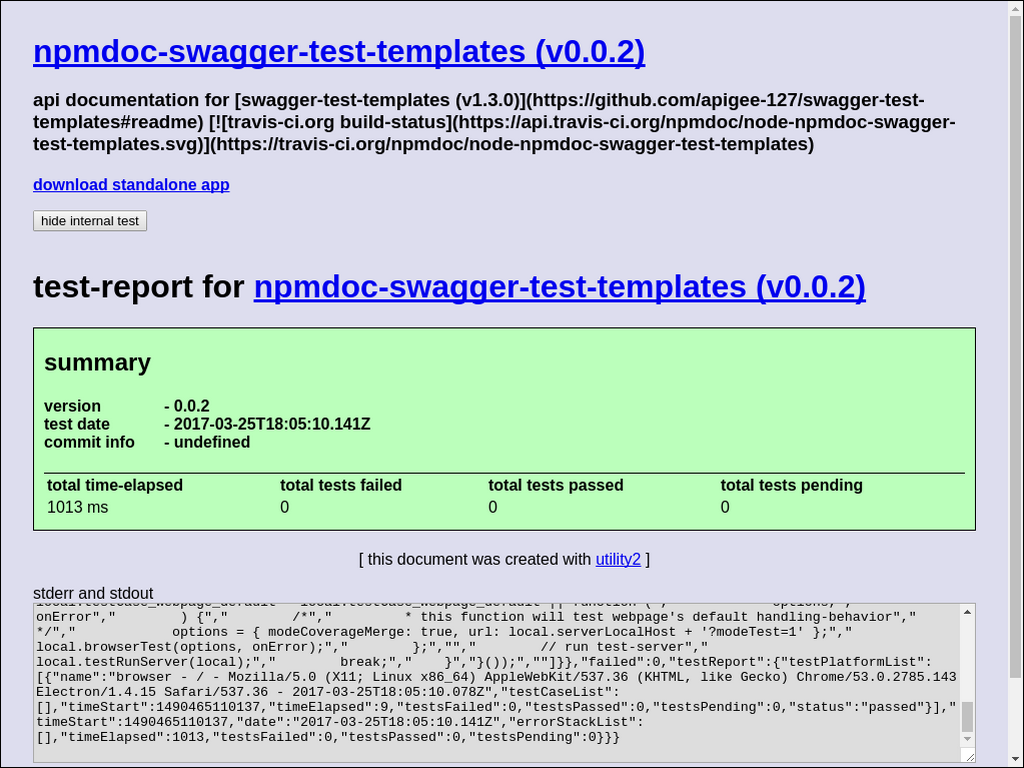 npmdoc-swagger-test-templates (v0.0.2)
api documentation for [swagger-test-templates (v1.3.0)](https://github.com/apigee-127/swagger-test-
templates#readme) [![travis-ci.org build-status](https://api.travis-ci.org/npmdoc/node-npmdoc-swagger-
test-templates.svg)](https://travis-ci.org/npmdoc/node-npmdoc-swagger-test-templates)
download standalone app
hide internal test
test-report for npmdoc-swagger-test-templates (v0.0.2)
summary
version - 0.0.2
test date - 2017-03-25T18:05:10.141Z
commit info - undefined
total time-elapsed total tests failed total tests passed total tests pending
1013 ms 0 0 0
[ this document was created with utility2 ]
stderr and stdout
onError","        ) {","        /*","         * this function will test webpage's default handling-behavior","
*/","            options = { modeCoverageMerge: true, url: local.serverLocalHost + '?modeTest=1' };","
local.browserTest(options, onError);","        };","","        // run test-server","
local.testRunServer(local);","        break;","    }","}());",""]}},"failed":0,"testReport":{"testPlatformList":
[{"name":"browser - / - Mozilla/5.0 (X11; Linux x86_64) AppleWebKit/537.36 (KHTML, like Gecko) Chrome/53.0.2785.143
Electron/1.4.15 Safari/537.36 - 2017-03-25T18:05:10.078Z","testCaseList":
[],"timeStart":1490465110137,"timeElapsed":9,"testsFailed":0,"testsPassed":0,"testsPending":0,"status":"passed"}],"
timeStart":1490465110137,"date":"2017-03-25T18:05:10.141Z","errorStackList":
[],"timeElapsed":1013,"testsFailed":0,"testsPassed":0,"testsPending":0}}}